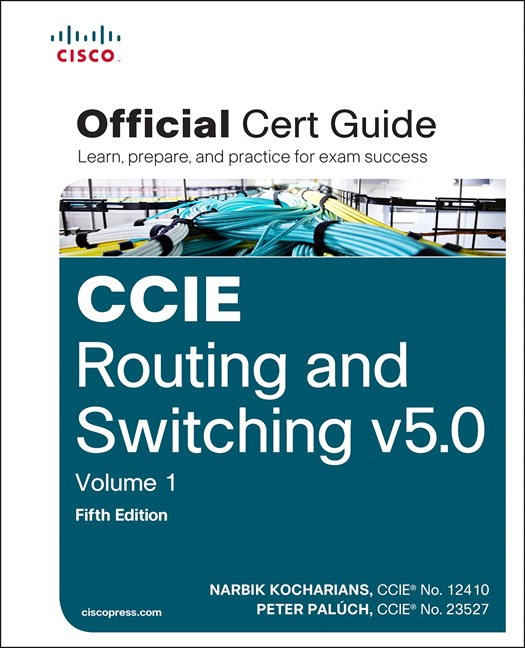 CISCO
Official Cert Guide
Learn, prepare, and practice for exam success
CCIE
Routing and
Switching v5.0
Volume 1
Fifth Edition
NARBIK KOCHARIANS, CCIE® No. 12410
ciscopress.com
PETER PALÚCH, CCIE® No. 23527